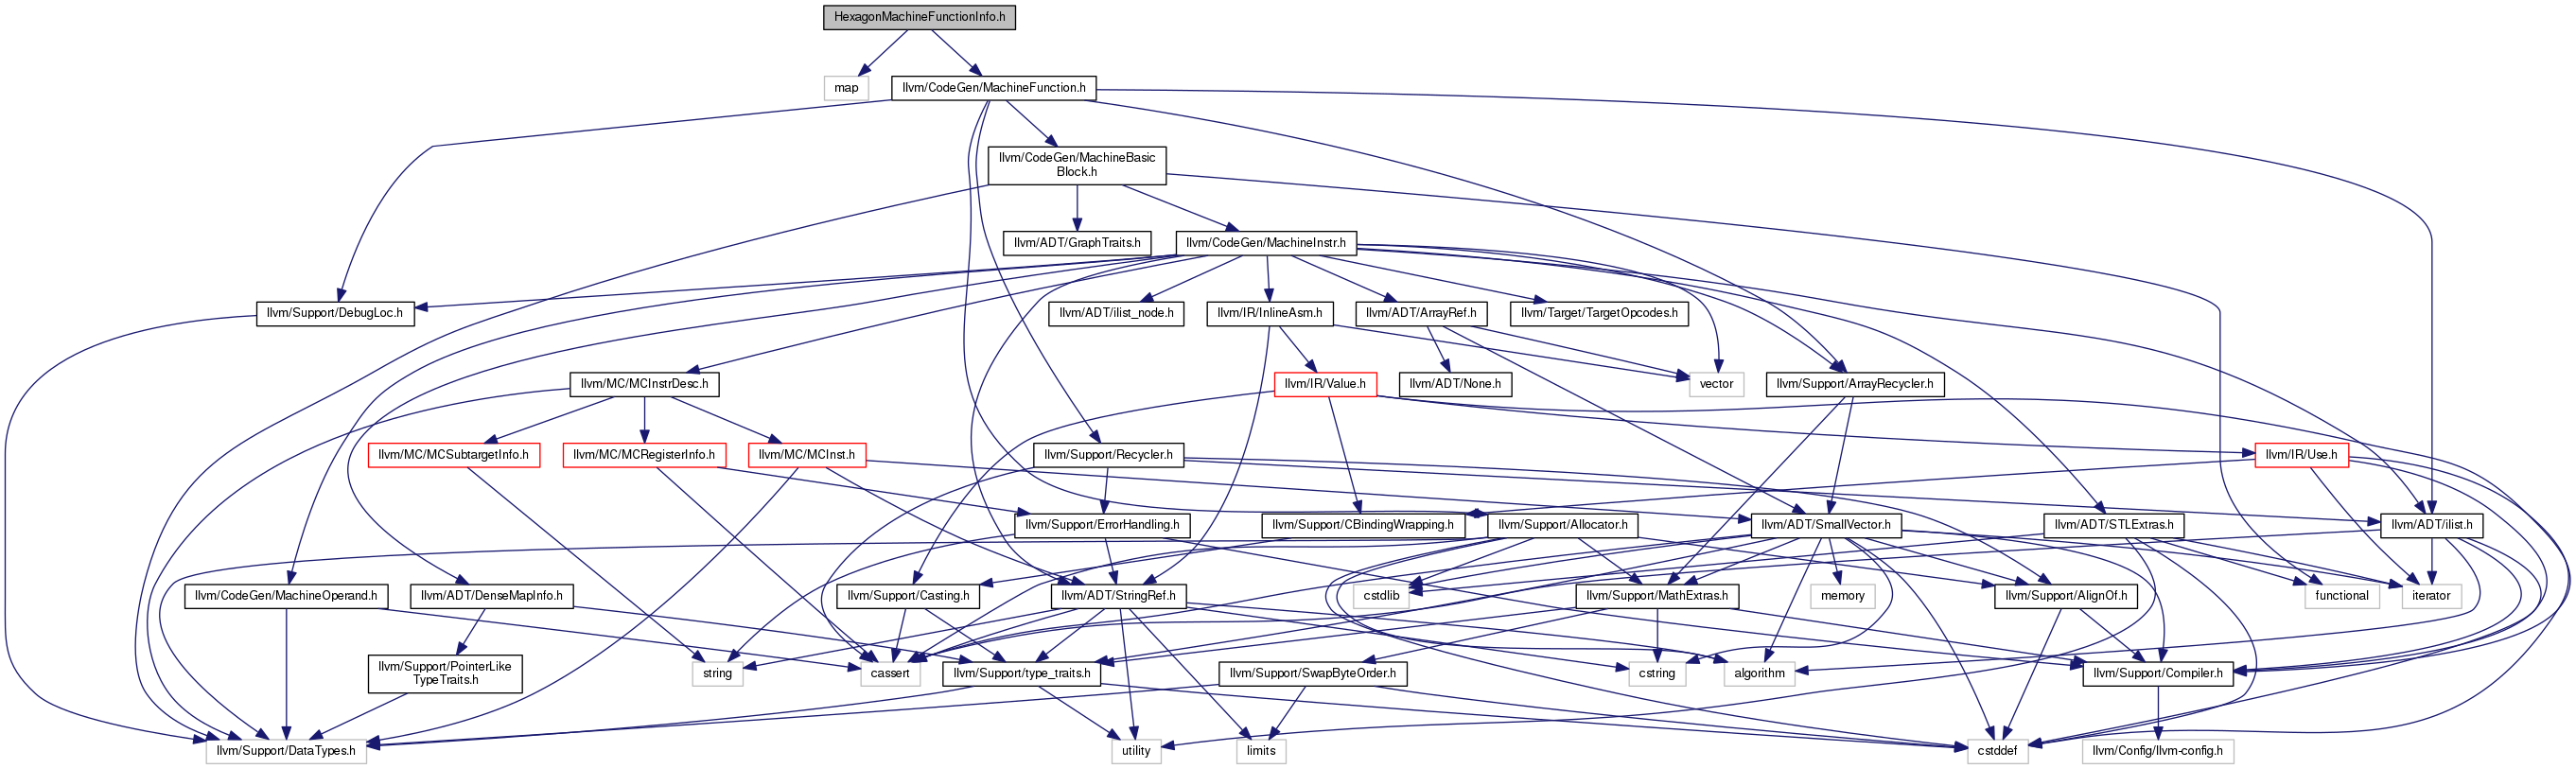 HexagonMachineFunctionInfo.h
map
llvm/CodeGen/MachineFunction.h
llvm/CodeGen/MachineBasic
Block.h
llvm/ADT/GraphTraits.h
llvm/CodeGen/MachineInstr.h
llvm/Support/DebugLoc.h
llvm/ADT/ilist_node.h
llvm/IR/InlineAsm.h
llvm/ADT/ArrayRef.h
llvm/Target/TargetOpcodes.h
llvm/MC/MCInstrDesc.h
llvm/IR/Value.h
llvm/ADT/None.h
vector
llvm/Support/ArrayRecycler.h
llvm/MC/MCSubtargetInfo.h
llvm/MC/MCRegisterInfo.h
llvm/MC/MCInst.h
llvm/Support/Recycler.h
llvm/IR/Use.h
llvm/Support/ErrorHandling.h
llvm/Support/CBindingWrapping.h
llvm/Support/Allocator.h
llvm/ADT/SmallVector.h
llvm/ADT/STLExtras.h
llvm/ADT/ilist.h
llvm/CodeGen/MachineOperand.h
llvm/ADT/DenseMapInfo.h
llvm/Support/Casting.h
llvm/ADT/StringRef.h
cstdlib
llvm/Support/MathExtras.h
memory
llvm/Support/AlignOf.h
functional
iterator
llvm/Support/PointerLike
TypeTraits.h
string
cassert
llvm/Support/type_traits.h
llvm/Support/SwapByteOrder.h
cstring
algorithm
llvm/Support/Compiler.h
llvm/Support/DataTypes.h
utility
limits
cstddef
llvm/Config/llvm-config.h